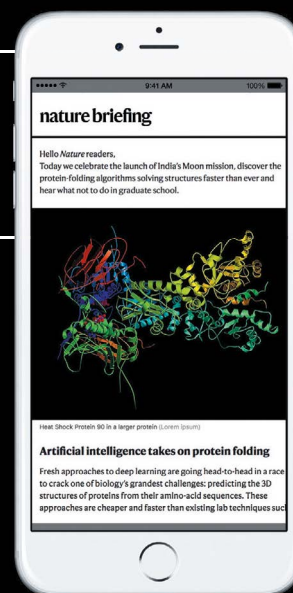 9:41 AM
100%
nature briefing
Hello Nature readers,
Today we celebrate the launch of India's Moon mission, discover the
protein-folding algorithms solving structures faster than ever and
hear what not to do in graduate school.
Heat Shock Protein 90 in a larger protein (Lorem Ipsum)
Artificial intelligence takes on protein folding
Fresh approaches to deep learning are going head-to-head in a race
to crack one of biology's grandest challenges: predicting the 3D
structures of proteins from their amino-acid sequences. These
approaches are cheaper and faster than existing lab techniques such